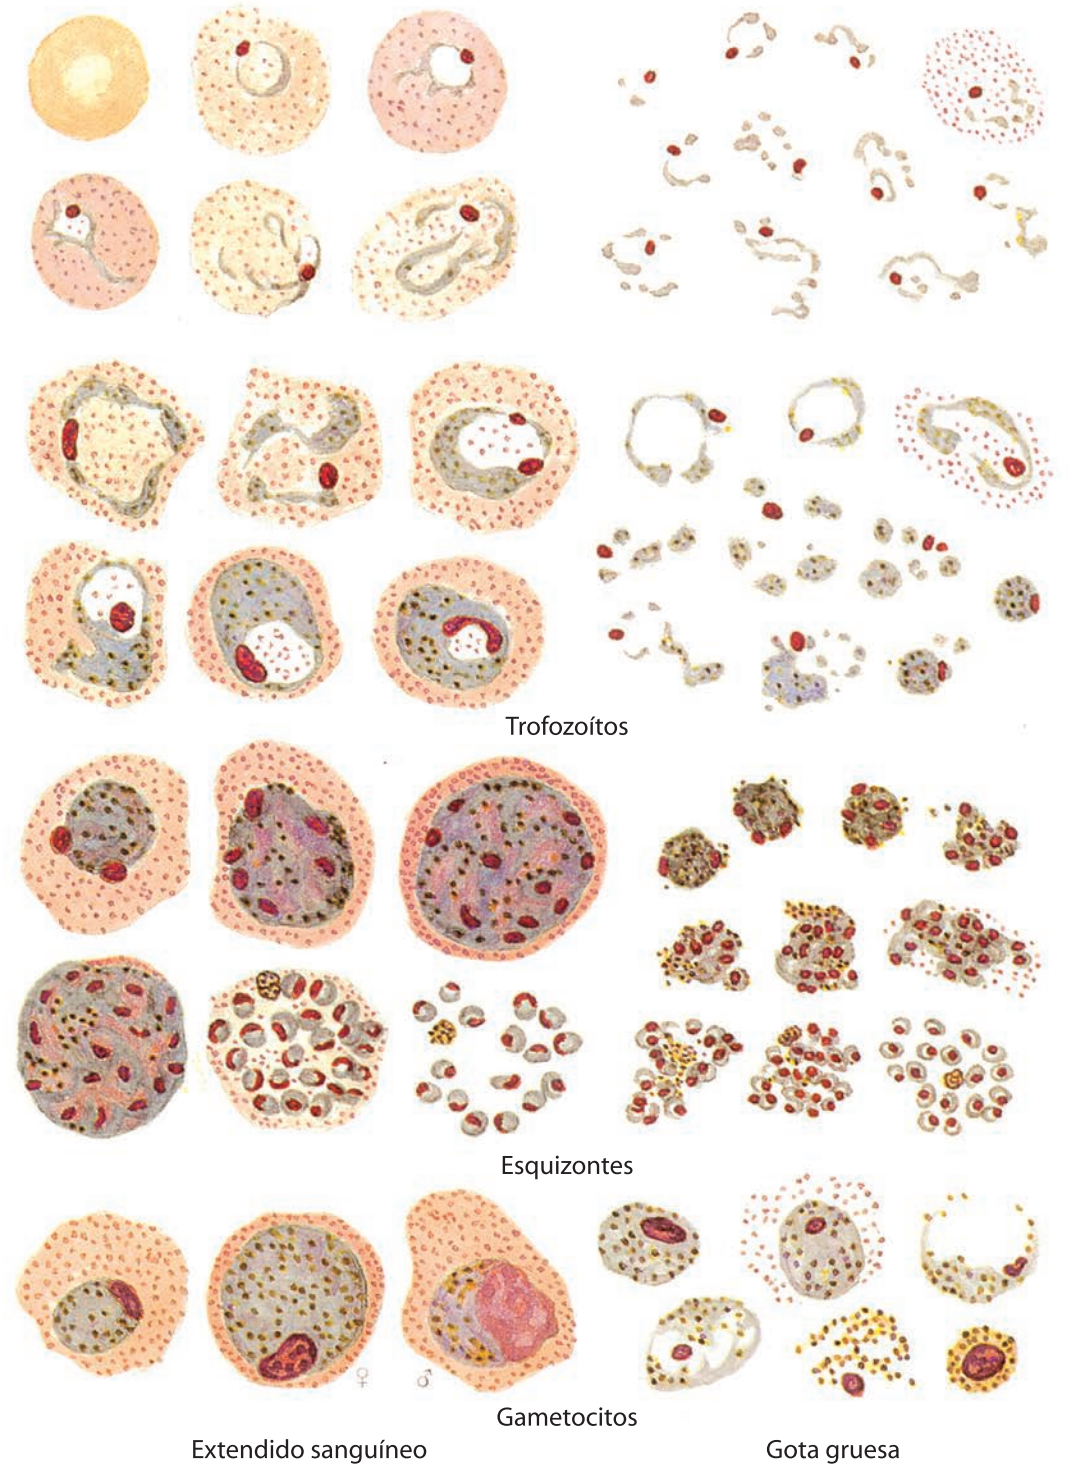 Trofozoítos
Esquizontes
♀ ♂
Gametocitos
Extendido sanguíneo
Gota gruesa